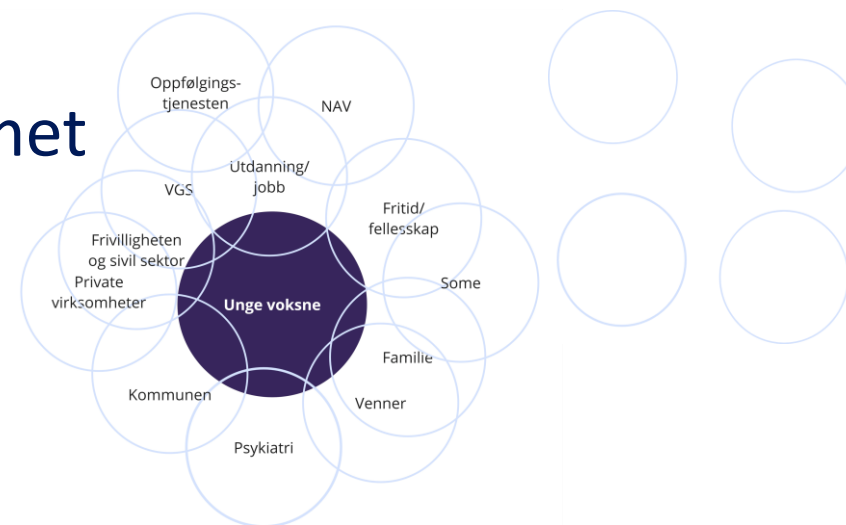 Oppfølgings-
tjenesten
NAV
net
Utdanning/
jobb
VGS
Fritid/
fellesskap
Frivilligheten
og sivil sektor
Private
virksomheter
Some
Unge voksne
Familie
Kommunen
Venner
Psykiatri